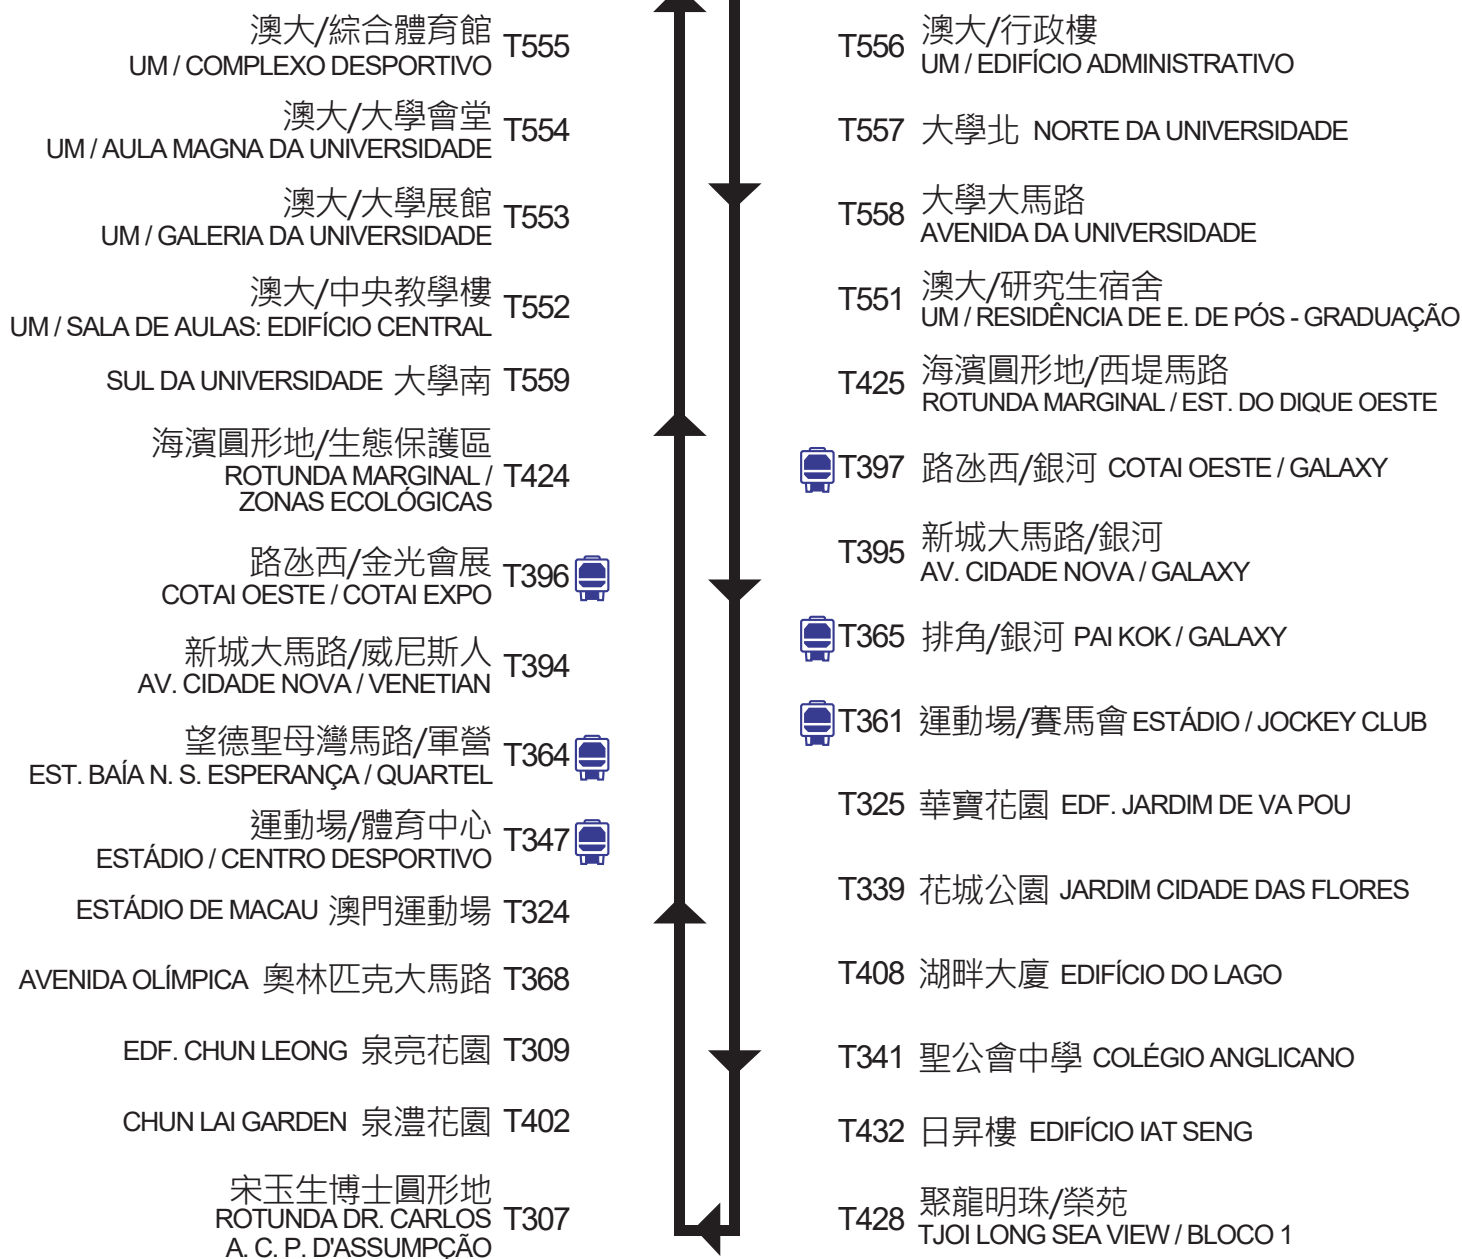 澳大/綜合體育館
UM / COMPLEXO DESPORTIVO
T555
澳大/大學會堂
UM / AULA MAGNA DA UNIVERSIDADE
T554
澳大/大學展館
UM / GALERIA DA UNIVERSIDADE
T553
澳大/中央教學樓
UM / SALA DE AULAS: EDIFÍCIO CENTRAL
T552
SUL DA UNIVERSIDADE 大學南 T559
海濱圓形地/生態保護區
ROTUNDA MARGINAL /
ZONAS ECOLÓGICAS
T424
路氹西/金光會展
COTAI OESTE / COTAI EXPO
T396
新城大馬路/威尼斯人
AV. CIDADE NOVA / VENETIAN
T394
望德聖母灣馬路/軍營
EST. BAÍA N. S. ESPERANÇA / QUARTEL
T364
運動場/體育中心
ESTÁDIO / CENTRO DESPORTIVO
T347
ESTÁDIO DE MACAU 澳門運動場 T324
AVENIDA OLÍMPICA 奧林匹克大馬路 T368
EDF. CHUN LEONG 泉亮花園 T309
CHUN LAI GARDEN 泉澧花園 T402
宋玉生博士圓形地
ROTUNDA DR. CARLOS
A. C. P. D'ASSUMPÇÃO
T307
T556
澳大/行政樓
UM / EDIFÍCIO ADMINISTRATIVO
T557 大學北 NORTE DA UNIVERSIDADE
T558
大學大馬路
AVENIDA DA UNIVERSIDADE
T551
澳大/研究生宿舍
UM / RESIDÊNCIA DE E. DE PÓS - GRADUAÇÃO
T425
海濱圓形地/西堤馬路
ROTUNDA MARGINAL / EST. DO DIQUE OESTE
T397 路氹西/銀河 COTAI OESTE / GALAXY
T395
新城大馬路/銀河
AV. CIDADE NOVA / GALAXY
T365 排角/銀河 PAI KOK / GALAXY
T361 運動場/賽馬會 ESTÁDIO / JOCKEY CLUB
T325 華寶花園 EDF. JARDIM DE VA POU
T339 花城公園 JARDIM CIDADE DAS FLORES
T408 湖畔大廈 EDIFÍCIO DO LAGO
T341 聖公會中學 COLÉGIO ANGLICANO
T432 日昇樓 EDIFÍCIO IAT SENG
T428
聚龍明珠/榮苑
TJOI LONG SEA VIEW / BLOCO 1